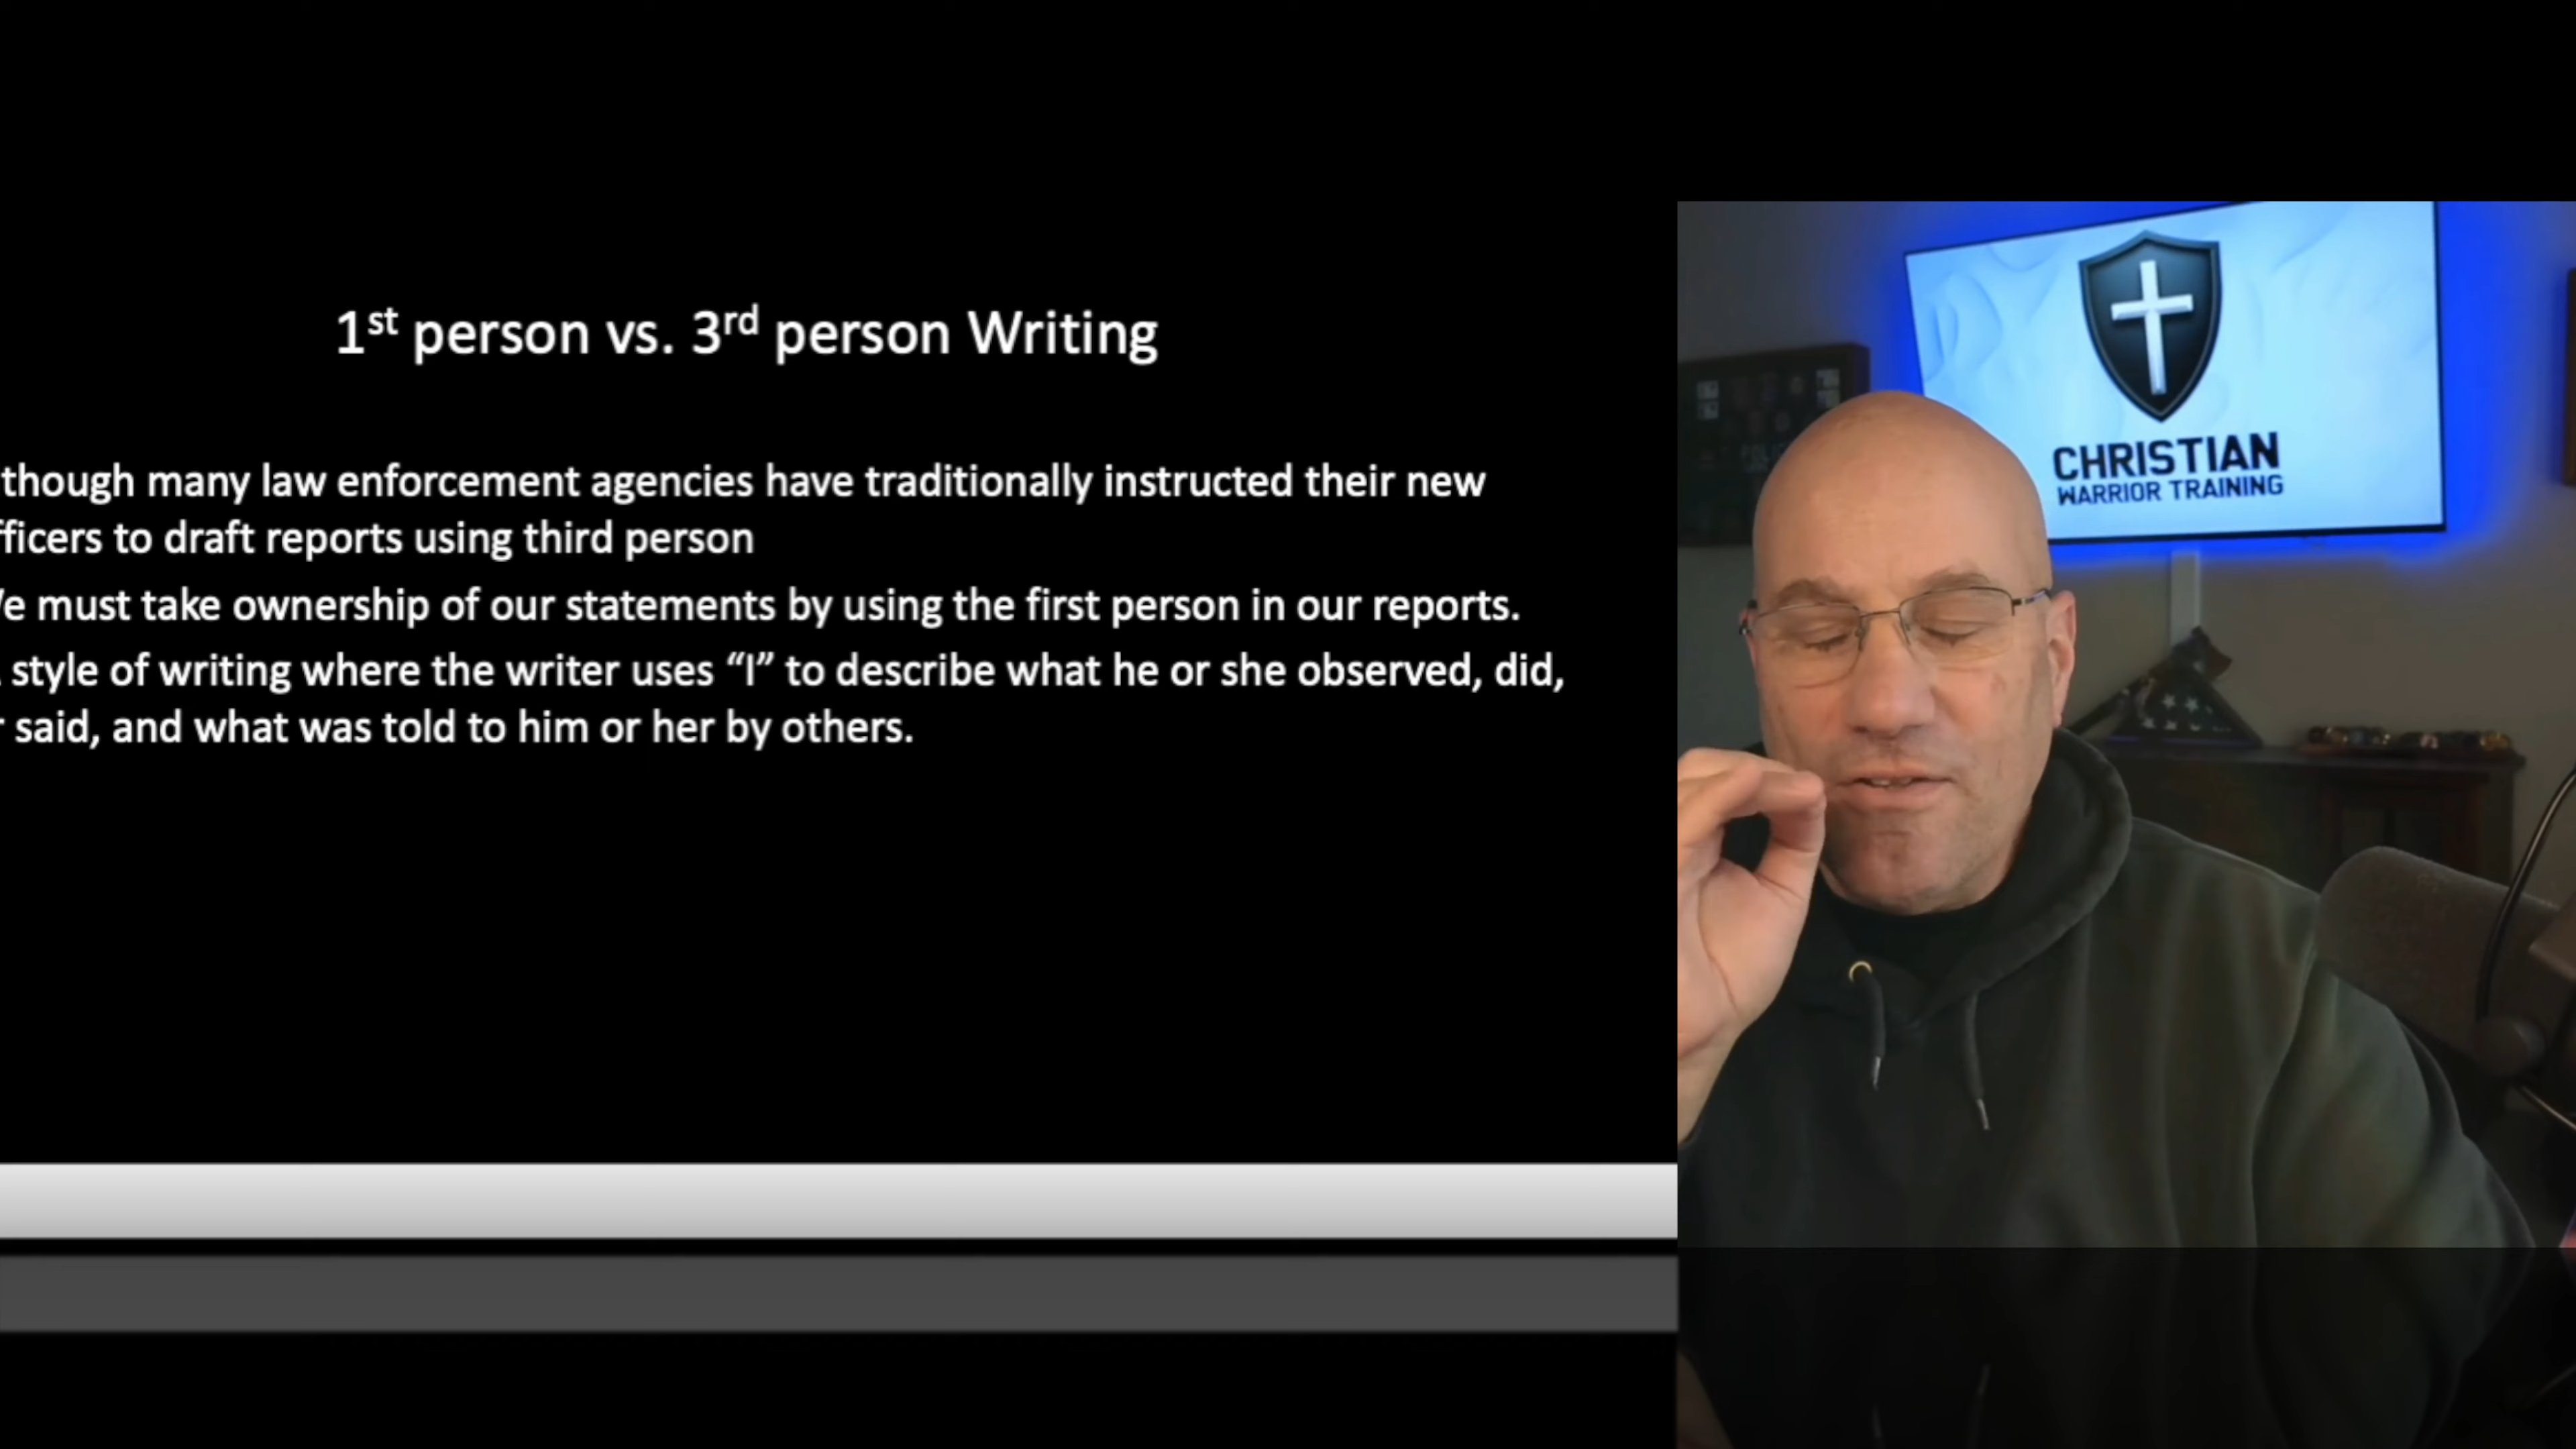 1st person vs. 3rd person Writing
though many law enforcement agencies have traditionally instructed their new
fficers to draft reports using third person
We must take ownership of our statements by using the first person in our reports.
style of writing where the writer uses “I” to describe what he or she observed, did,
r said, and what was told to him or her by others.
CHRISTIAN
WARRIOR TRAINING